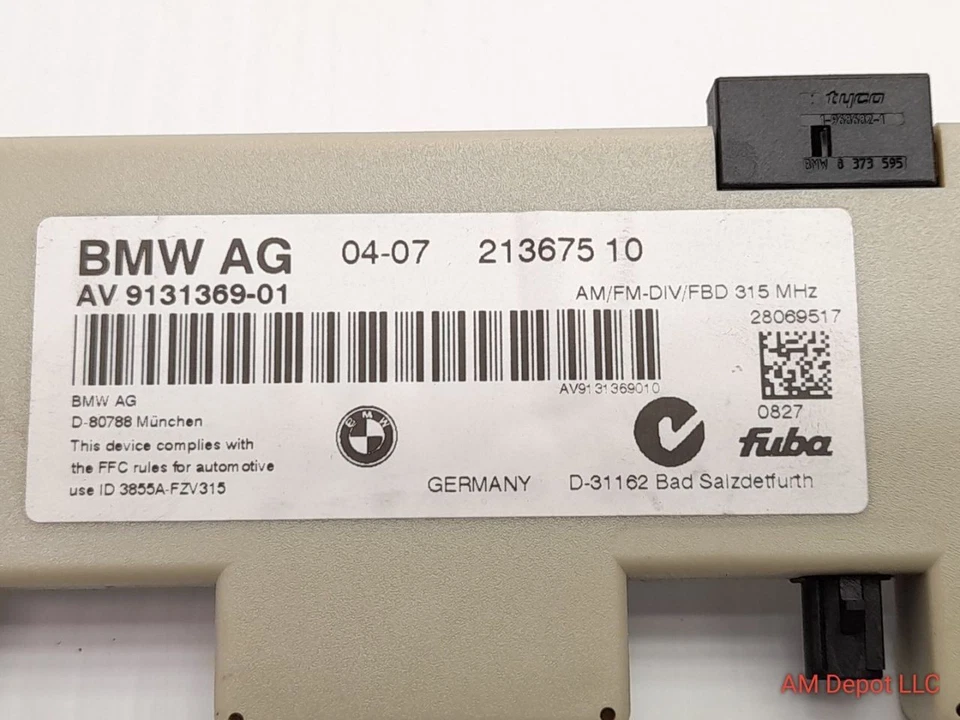 tyco
BMW 8 373 595
BMW AG 04-07 213675 10
AV 9131369-01
AM/FM-DIV/FBD 315 MHz
28069517
AV9131369010
0827
fuba
BMW AG
D-80788 München
This device complies with
the FFC rules for automotive
use ID 3855A-FZV315
BMW
GERMANY D-31162 Bad Salzdetfurth
AM Depot LLC